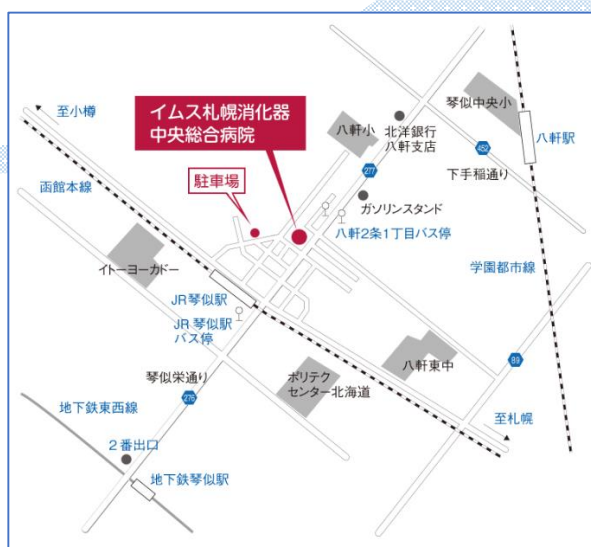 至小樽
イムス札幌消化器
中央総合病院
八軒小
北洋銀行
八軒支店
琴似中央小
八軒駅
452
下手稲通り
277
函館本線
駐車場
ガソリンスタンド
八軒2条1丁目バス停
イトーヨーカドー
学園都市線
JR琴似駅
JR琴似駅
バス停
89
八軒東中
琴似栄通り
ポリテク
センター北海道
276
地下鉄東西線
至札幌
2番出口
地下鉄琴似駅